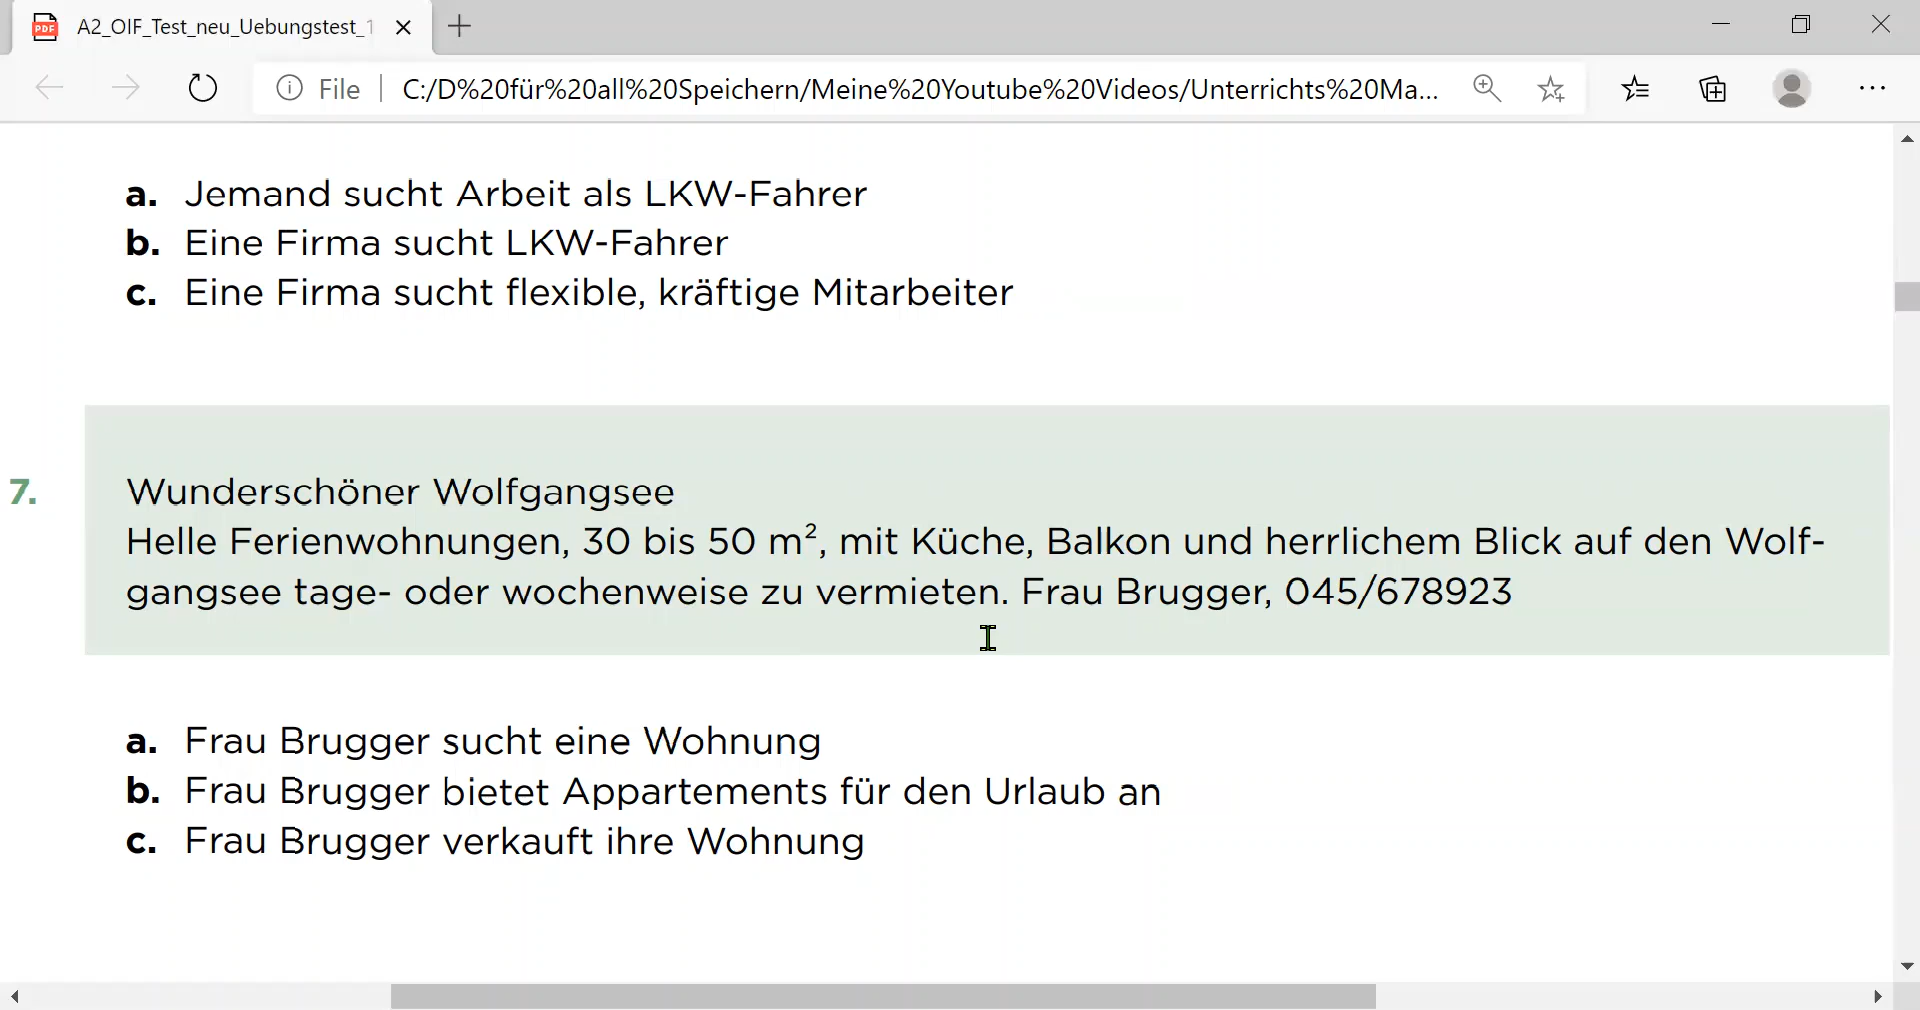 A2_OIF_Test_neu_Uebungstest_1
File
C:/D%20für%20all%20Speichern/Meine%20Youtube%20Videos/Unterrichts%20Ma...
a. Jemand sucht Arbeit als LKW-Fahrer
b. Eine Firma sucht LKW-Fahrer
c. Eine Firma sucht flexible, kräftige Mitarbeiter
7.
Wunderschöner Wolfgangsee
Helle Ferienwohnungen, 30 bis 50 m², mit Küche, Balkon und herrlichem Blick auf den Wolf-
gangsee tage- oder wochenweise zu vermieten. Frau Brugger, 045/678923
a. Frau Brugger sucht eine Wohnung
b. Frau Brugger bietet Appartements für den Urlaub an
c. Frau Brugger verkauft ihre Wohnung